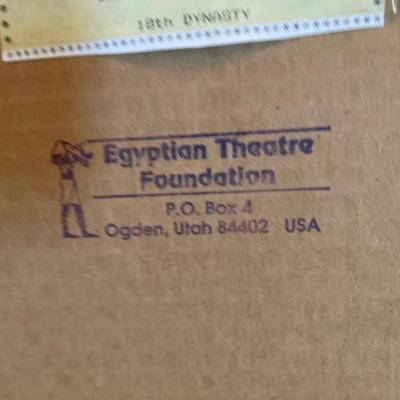 18th DYNASTY
Egyptian Theatre
Foundation
P.O. Box 4
Ogden, Utah 84402 USA